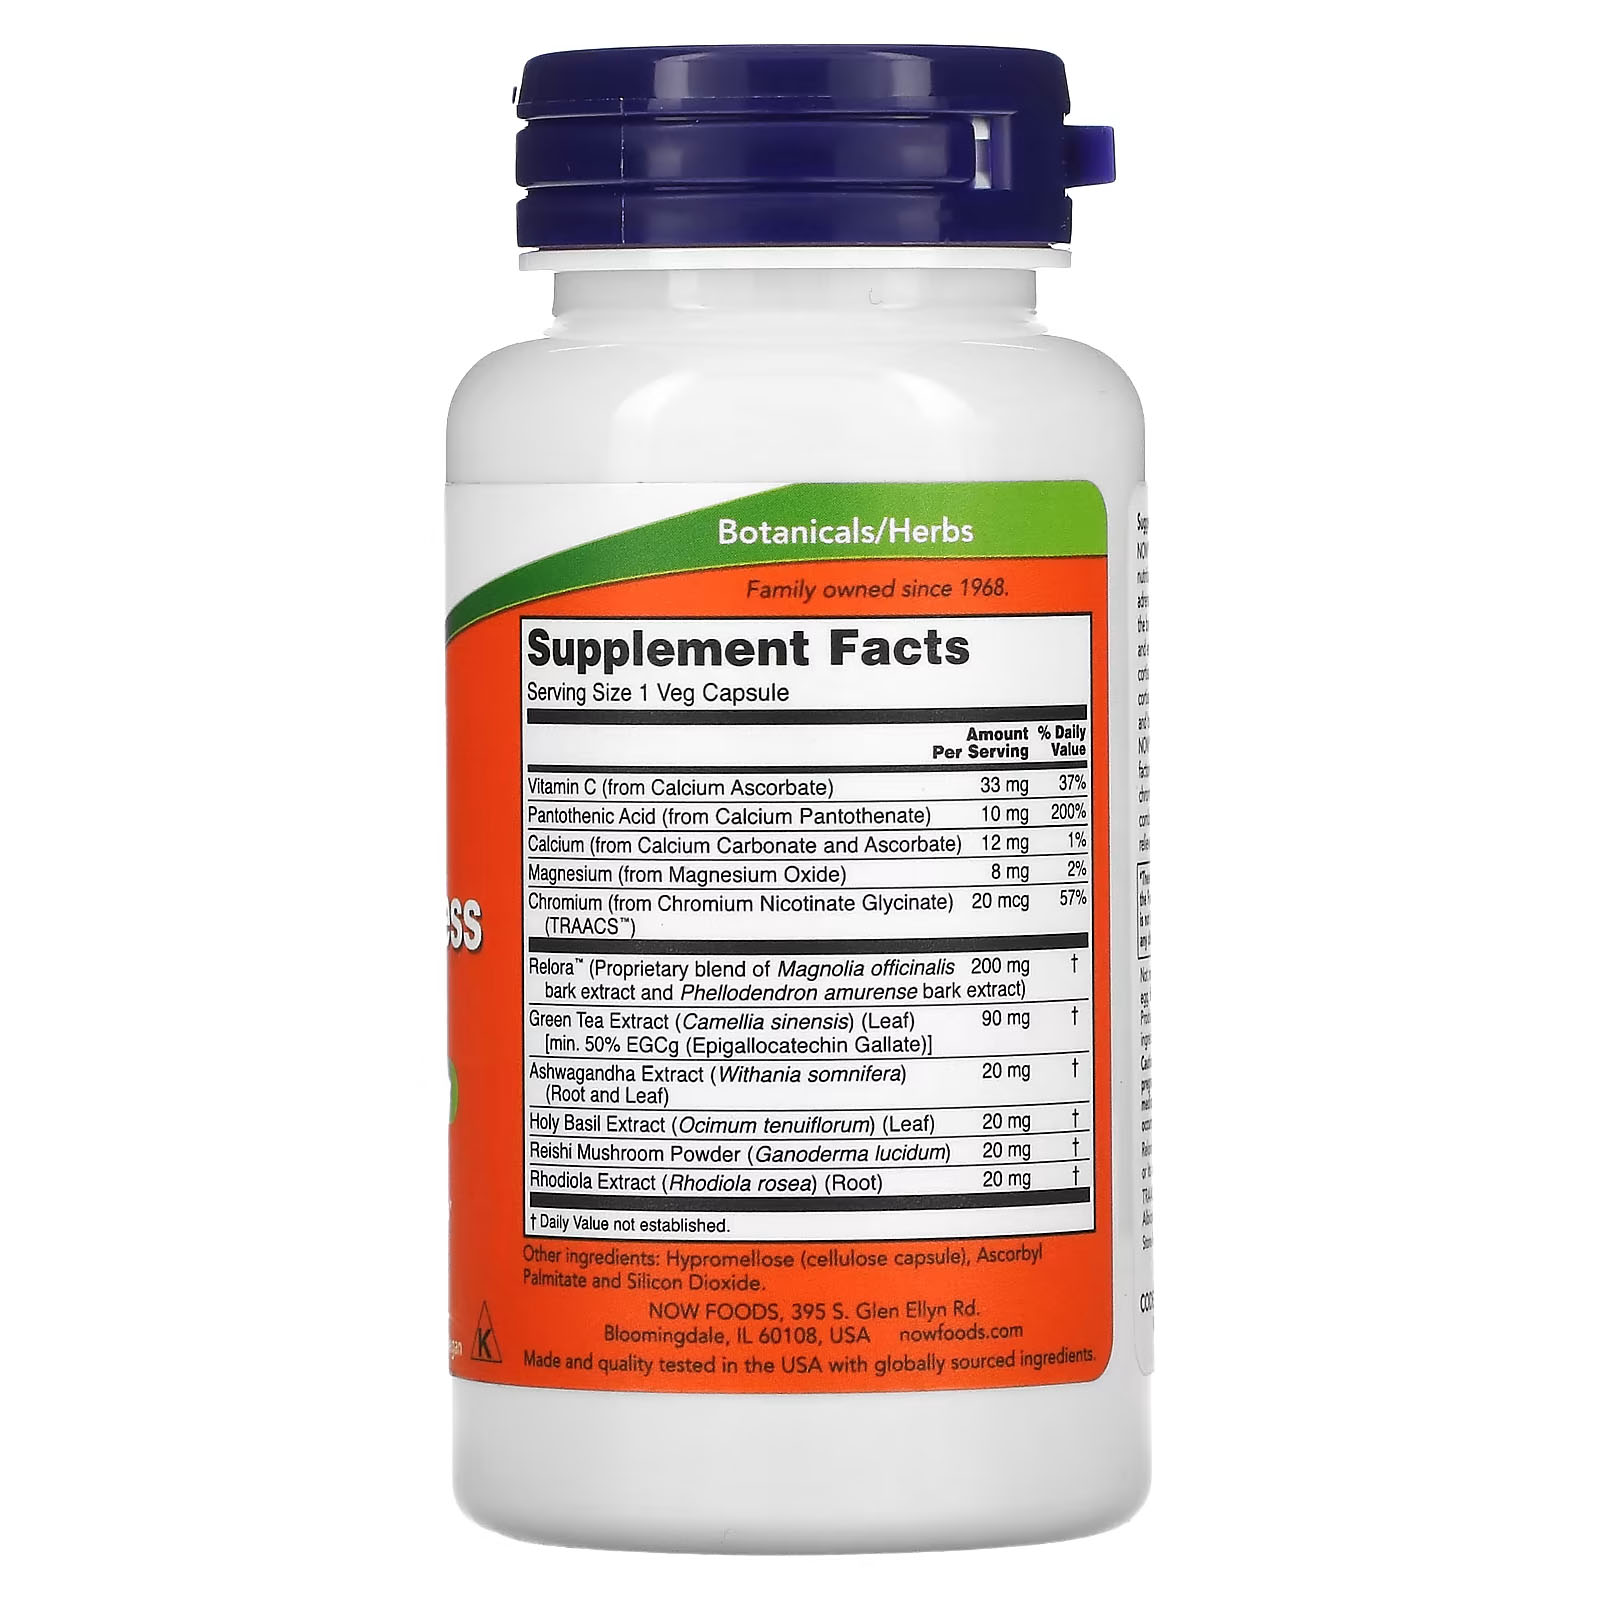 Botanicals/Herbs
Family owned since 1968.
Supplement Facts
Serving Size 1 Veg Capsule
Amount Per Serving % Daily Value
Vitamin C (from Calcium Ascorbate) 33 mg 37%
Pantothenic Acid (from Calcium Pantothenate) 10 mg 200%
Calcium (from Calcium Carbonate and Ascorbate) 12 mg 1%
Magnesium (from Magnesium Oxide) 8 mg 2%
Chromium (from Chromium Nicotinate Glycinate) 20 mcg 57%
(TRAACS™)
Relora™ (Proprietary blend of Magnolia officinalis 200 mg †
bark extract and Phellodendron amurense bark extract)
Green Tea Extract (Camellia sinensis) (Leaf) 90 mg †
[min. 50% EGCg (Epigallocatechin Gallate)]
Ashwagandha Extract (Withania somnifera) 20 mg †
(Root and Leaf)
Holy Basil Extract (Ocimum tenuiflorum) (Leaf) 20 mg †
Reishi Mushroom Powder (Ganoderma lucidum) 20 mg †
Rhodiola Extract (Rhodiola rosea) (Root) 20 mg †
† Daily Value not established.
Other ingredients: Hypromellose (cellulose capsule), Ascorbyl
Palmitate and Silicon Dioxide.
NOW FOODS, 395 S. Glen Ellyn Rd.
Bloomingdale, IL 60108, USA nowfoods.com
Made and quality tested in the USA with globally sourced ingredients.
K